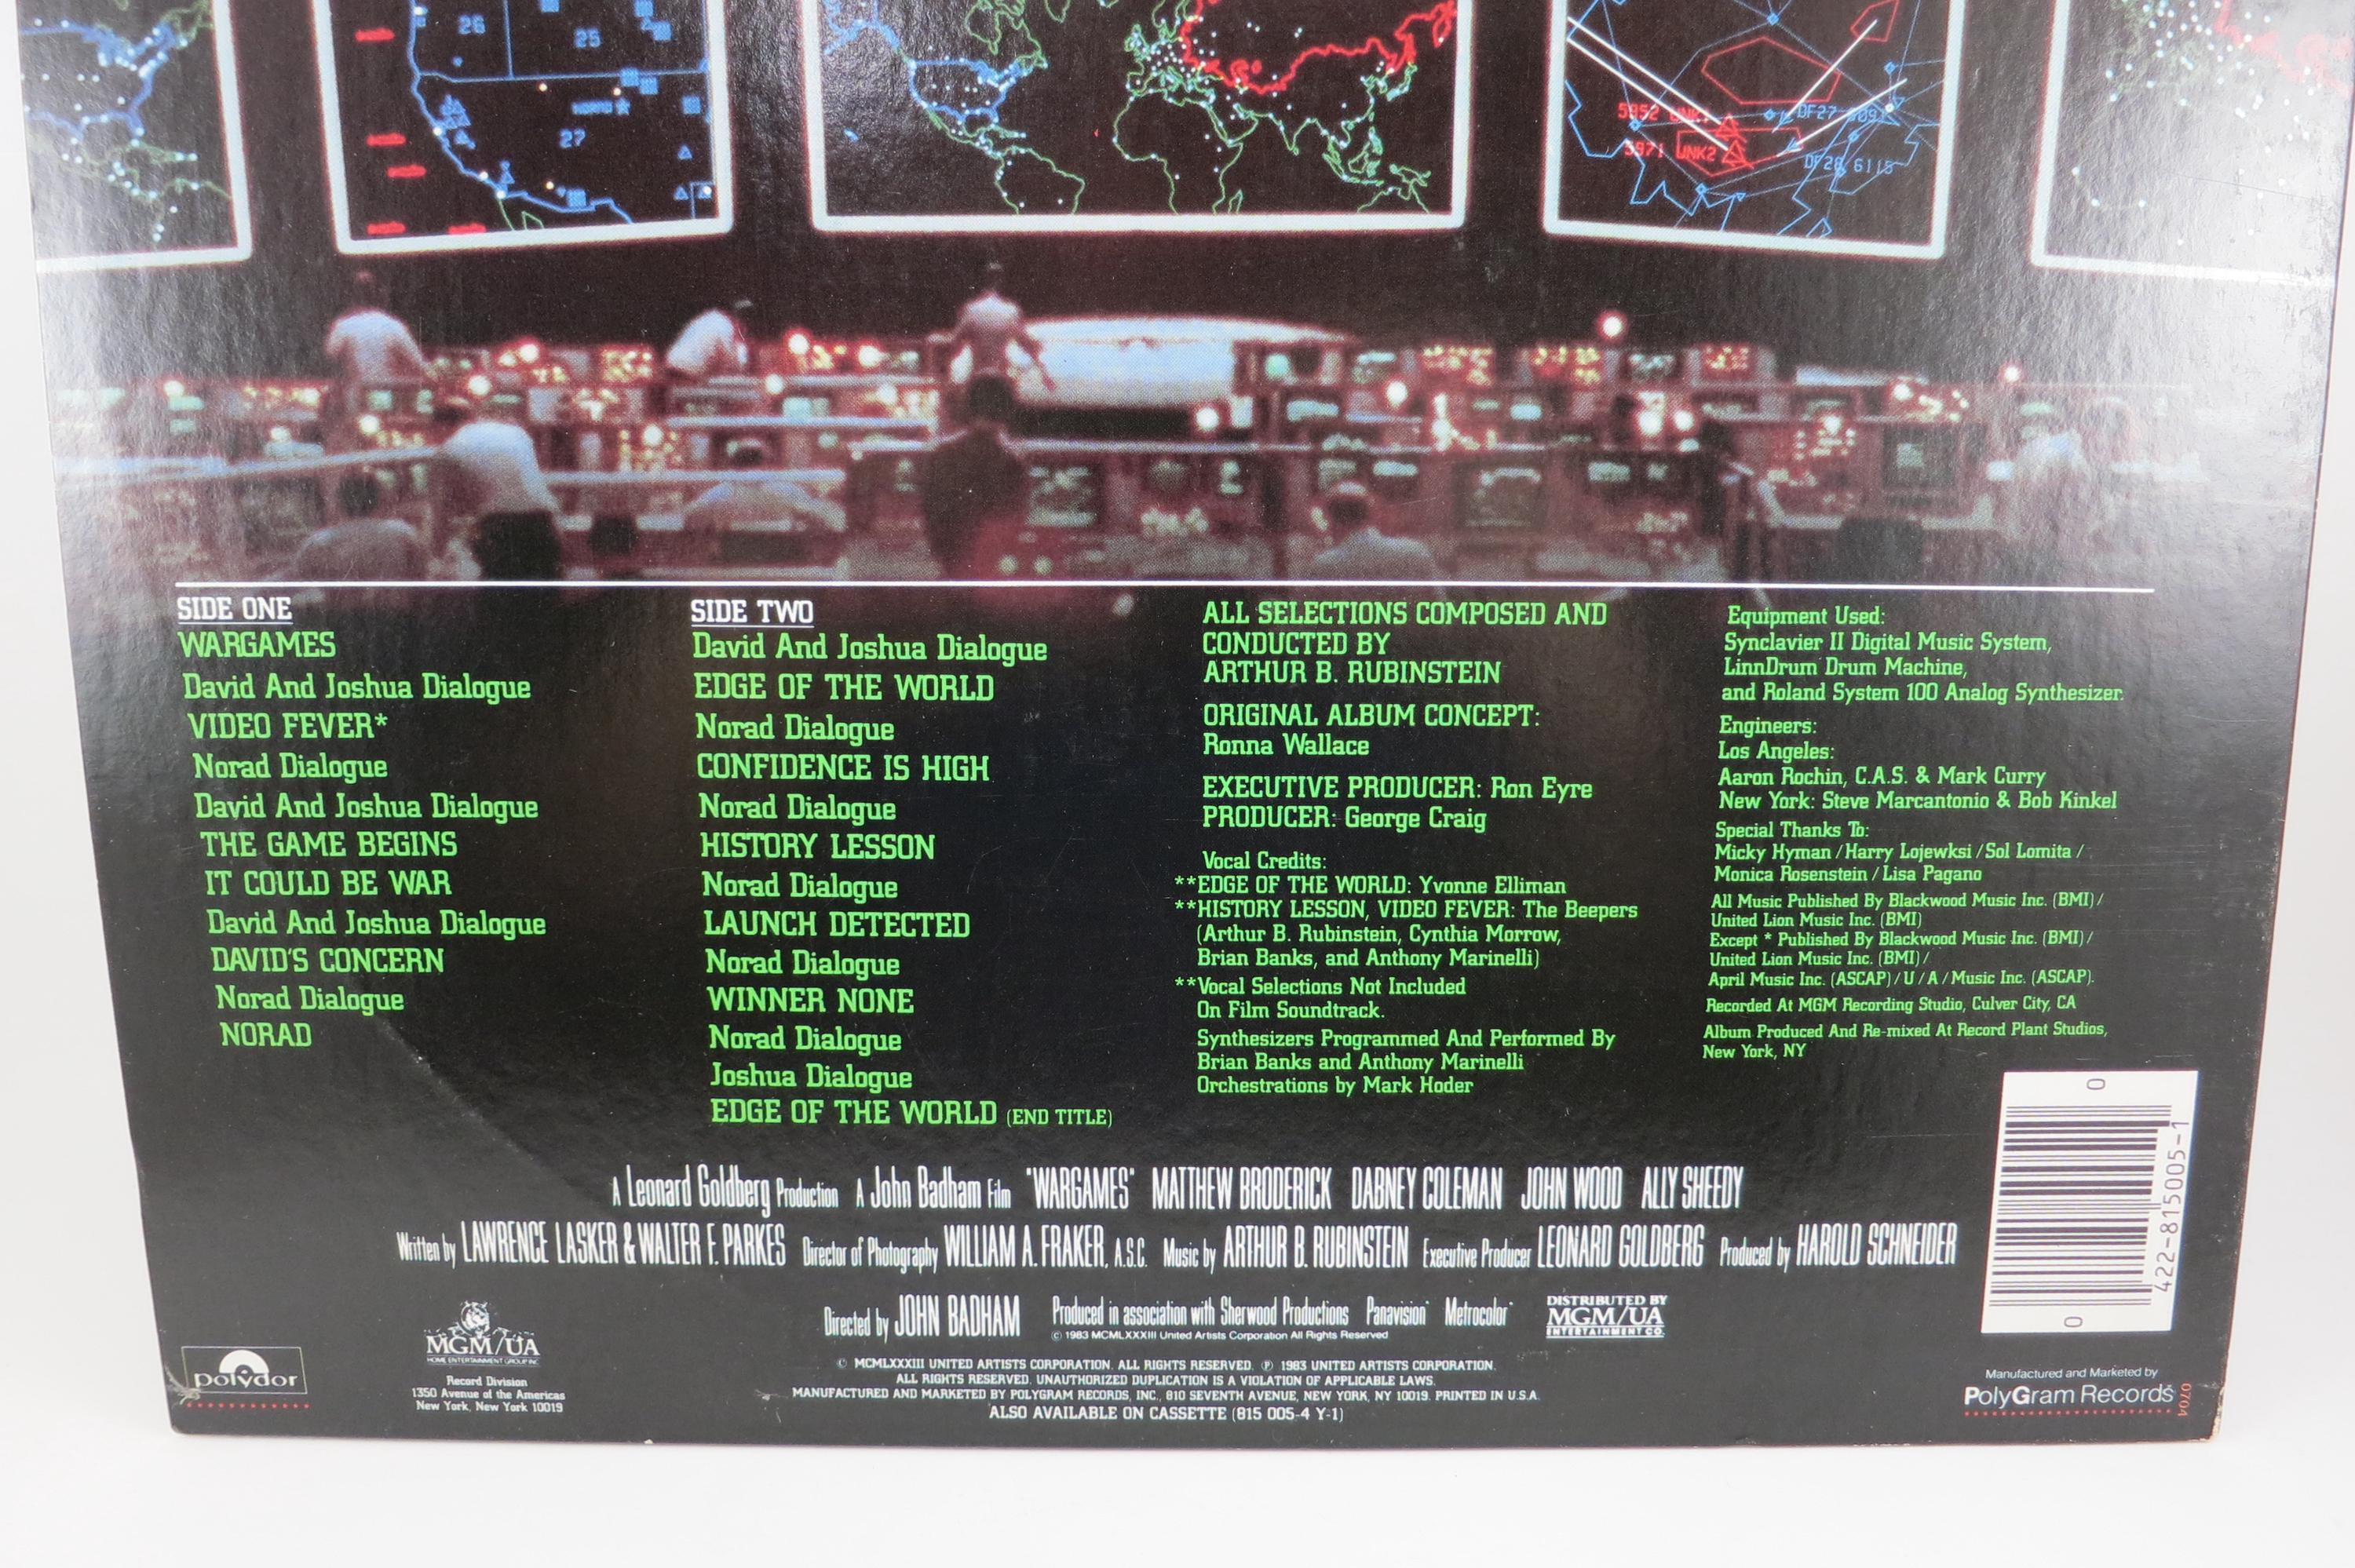 26
25
27
5952 UNK1
5971 UNK2
DF28 6115
SIDE ONE
WARGAMES
David And Joshua Dialogue
VIDEO FEVER*
Norad Dialogue
David And Joshua Dialogue
THE GAME BEGINS
IT COULD BE WAR
David And Joshua Dialogue
DAVID'S CONCERN
Norad Dialogue
NORAD
SIDE TWO
David And Joshua Dialogue
EDGE OF THE WORLD
Norad Dialogue
CONFIDENCE IS HIGH
Norad Dialogue
HISTORY LESSON
Norad Dialogue
LAUNCH DETECTED
Norad Dialogue
WINNER NONE
Norad Dialogue
Joshua Dialogue
EDGE OF THE WORLD (END TITLE)
ALL SELECTIONS COMPOSED AND
CONDUCTED BY
ARTHUR B. RUBINSTEIN
ORIGINAL ALBUM CONCEPT:
Ronna Wallace
EXECUTIVE PRODUCER: Ron Eyre
PRODUCER: George Craig
Vocal Credits:
**EDGE OF THE WORLD: Yvonne Elliman
**HISTORY LESSON, VIDEO FEVER: The Beepers
(Arthur B. Rubinstein, Cynthia Morrow,
Brian Banks, and Anthony Marinelli)
**Vocal Selections Not Included
On Film Soundtrack.
Synthesizers Programmed And Performed By
Brian Banks and Anthony Marinelli
Orchestrations by Mark Hoder
Equipment Used:
Synclavier II Digital Music System,
LinnDrum Drum Machine,
and Roland System 100 Analog Synthesizer.
Engineers:
Los Angeles:
Aaron Rochin, C.A.S. & Mark Curry
New York: Steve Marcantonio & Bob Kinkel
Special Thanks To:
Micky Hyman / Harry Lojewksi / Sol Lomita /
Monica Rosenstein / Lisa Pagano
All Music Published By Blackwood Music Inc. (BMI) /
United Lion Music Inc. (BMI)
Except * Published By Blackwood Music Inc. (BMI) /
United Lion Music Inc. (BMI) /
April Music Inc. (ASCAP) / U / A / Music Inc. (ASCAP).
Recorded At MGM Recording Studio, Culver City, CA
Album Produced And Re-mixed At Record Plant Studios,
New York, NY
A Leonard Goldberg Production A John Badham Film "WARGAMES" MATTHEW BRODERICK DABNEY COLEMAN JOHN WOOD ALLY SHEEDY
Written by LAWRENCE LASKER & WALTER F. PARKES Director of Photography WILLIAM A. FRAKER, A.S.C. Music by ARTHUR B. RUBINSTEIN Executive Producer LEONARD GOLDBERG Produced by HAROLD SCHNEIDER
Directed by JOHN BADHAM Produced in association with Sherwood Productions Panavision® Metrocolor®
© 1983 MCMLXXXIII United Artists Corporation All Rights Reserved
DISTRIBUTED BY
MGM/UA
ENTERTAINMENT CO.
0
422-815005-1
0
polydor
MGM/UA
HOME ENTERTAINMENT GROUP INC
Record Division
1350 Avenue of the Americas
New York, New York 10019
© MCMLXXXIII UNITED ARTISTS CORPORATION. ALL RIGHTS RESERVED. ℗ 1983 UNITED ARTISTS CORPORATION.
ALL RIGHTS RESERVED. UNAUTHORIZED DUPLICATION IS A VIOLATION OF APPLICABLE LAWS.
MANUFACTURED AND MARKETED BY POLYGRAM RECORDS, INC., 810 SEVENTH AVENUE, NEW YORK, NY 10019. PRINTED IN U.S.A.
ALSO AVAILABLE ON CASSETTE (815 005-4 Y-1)
Manufactured and Marketed by
PolyGram Records
0704